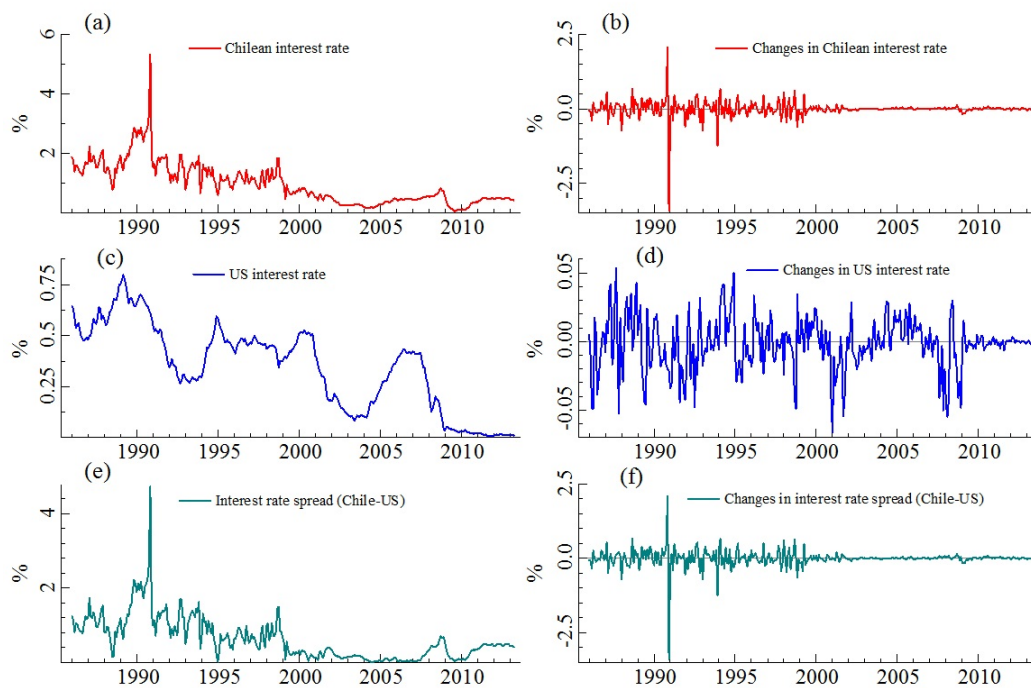 (a)
Chilean interest rate
%
6
4
2
1990 1995 2000 2005 2010
(b)
Changes in Chilean interest rate
%
2.5
0.0
-2.5
1990 1995 2000 2005 2010
(c)
US interest rate
%
0.75
0.5
0.25
1990 1995 2000 2005 2010
(d)
Changes in US interest rate
%
0.05
0.00
-0.05
1990 1995 2000 2005 2010
(e)
Interest rate spread (Chile-US)
%
4
2
1990 1995 2000 2005 2010
(f)
Changes in interest rate spread (Chile-US)
%
2.5
0.0
-2.5
1990 1995 2000 2005 2010